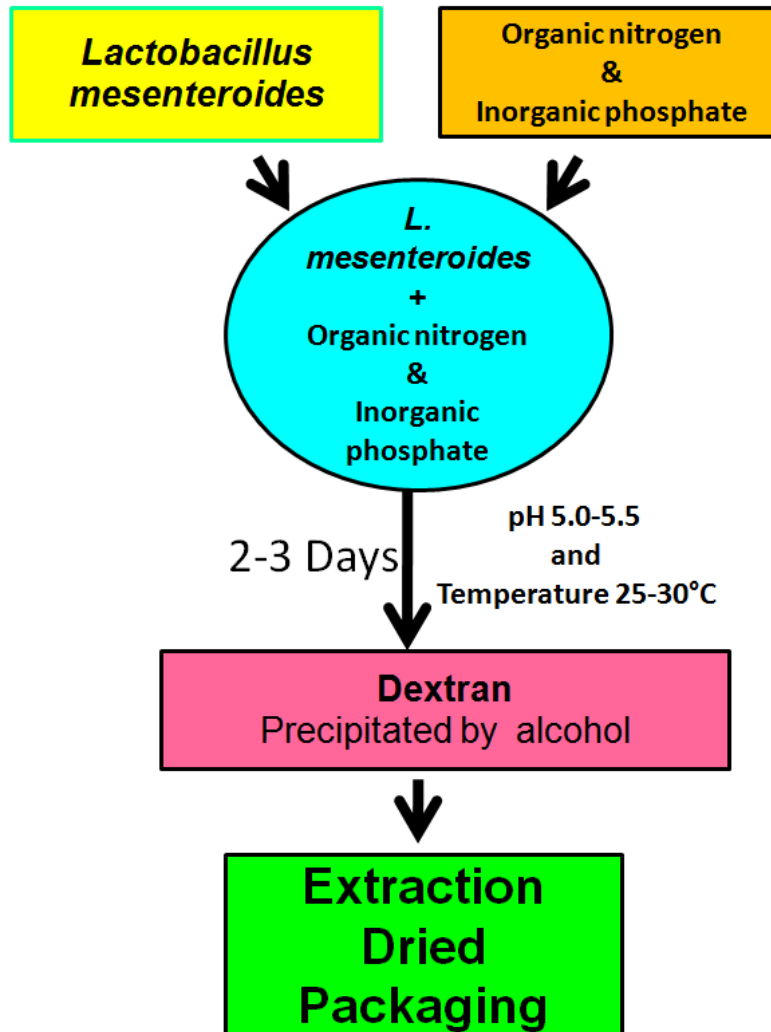 Lactobacillus
mesenteroides
Organic nitrogen
&
Inorganic phosphate
L.
mesenteroides
+
Organic nitrogen
&
Inorganic
phosphate
2-3 Days
pH 5.0-5.5
and
Temperature 25-30°C
Dextran
Precipitated by alcohol
Extraction
Dried
Packaging